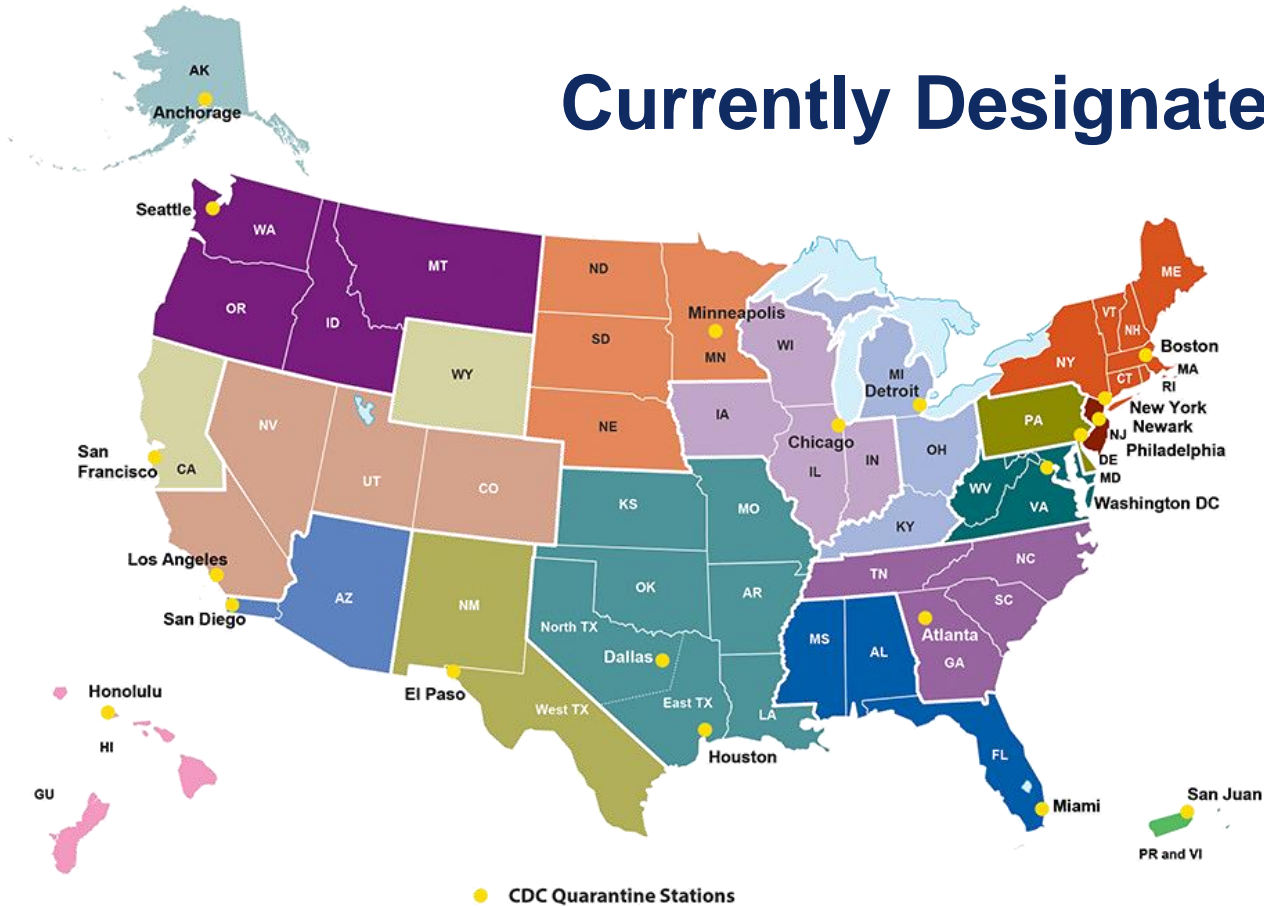 Currently Designate
AK
Anchorage
Seattle
WA
MT
ND
ME
OR
ID
SD
Minneapolis
MN
WI
MI
Detroit
VT
NH
NY
Boston
MA
CT
RI
WY
NE
IA
Chicago
IL
IN
OH
PA
New York
Newark
NJ
Philadelphia
DE
MD
Washington DC
San
Francisco
CA
NV
UT
CO
KS
MO
KY
WV
VA
Los Angeles
San Diego
AZ
NM
OK
AR
TN
NC
SC
North TX
Dallas
East TX
LA
MS
AL
Atlanta
GA
El Paso
West TX
Houston
FL
Miami
Honolulu
HI
GU
San Juan
PR and VI
CDC Quarantine Stations